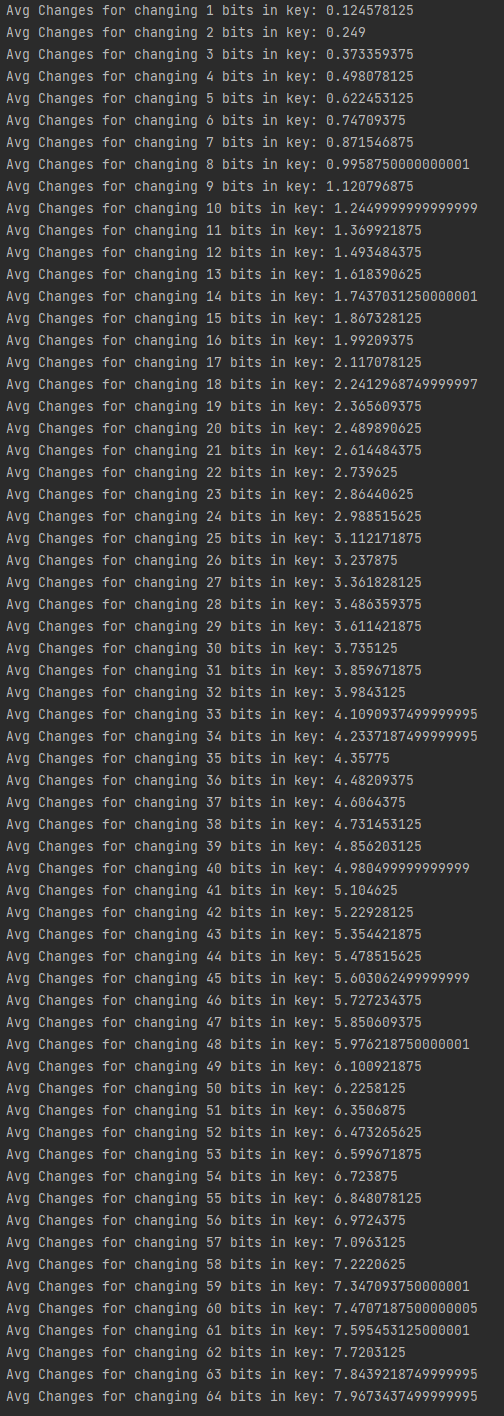 Avg Changes for changing 1 bits in key: 0.124578125
Avg Changes for changing 2 bits in key: 0.249
Avg Changes for changing 3 bits in key: 0.373359375
Avg Changes for changing 4 bits in key: 0.498078125
Avg Changes for changing 5 bits in key: 0.622453125
Avg Changes for changing 6 bits in key: 0.74709375
Avg Changes for changing 7 bits in key: 0.871546875
Avg Changes for changing 8 bits in key: 0.9958750000000001
Avg Changes for changing 9 bits in key: 1.120796875
Avg Changes for changing 10 bits in key: 1.2449999999999999
Avg Changes for changing 11 bits in key: 1.369921875
Avg Changes for changing 12 bits in key: 1.493484375
Avg Changes for changing 13 bits in key: 1.618390625
Avg Changes for changing 14 bits in key: 1.7437031250000001
Avg Changes for changing 15 bits in key: 1.867328125
Avg Changes for changing 16 bits in key: 1.99209375
Avg Changes for changing 17 bits in key: 2.117078125
Avg Changes for changing 18 bits in key: 2.2412968749999997
Avg Changes for changing 19 bits in key: 2.365609375
Avg Changes for changing 20 bits in key: 2.489890625
Avg Changes for changing 21 bits in key: 2.614484375
Avg Changes for changing 22 bits in key: 2.739625
Avg Changes for changing 23 bits in key: 2.86440625
Avg Changes for changing 24 bits in key: 2.988515625
Avg Changes for changing 25 bits in key: 3.112171875
Avg Changes for changing 26 bits in key: 3.237875
Avg Changes for changing 27 bits in key: 3.361828125
Avg Changes for changing 28 bits in key: 3.486359375
Avg Changes for changing 29 bits in key: 3.611421875
Avg Changes for changing 30 bits in key: 3.735125
Avg Changes for changing 31 bits in key: 3.859671875
Avg Changes for changing 32 bits in key: 3.9843125
Avg Changes for changing 33 bits in key: 4.1090937499999995
Avg Changes for changing 34 bits in key: 4.2337187499999995
Avg Changes for changing 35 bits in key: 4.35775
Avg Changes for changing 36 bits in key: 4.48209375
Avg Changes for changing 37 bits in key: 4.6064375
Avg Changes for changing 38 bits in key: 4.731453125
Avg Changes for changing 39 bits in key: 4.856203125
Avg Changes for changing 40 bits in key: 4.980499999999999
Avg Changes for changing 41 bits in key: 5.104625
Avg Changes for changing 42 bits in key: 5.22928125
Avg Changes for changing 43 bits in key: 5.354421875
Avg Changes for changing 44 bits in key: 5.478515625
Avg Changes for changing 45 bits in key: 5.603062499999999
Avg Changes for changing 46 bits in key: 5.727234375
Avg Changes for changing 47 bits in key: 5.850609375
Avg Changes for changing 48 bits in key: 5.976218750000001
Avg Changes for changing 49 bits in key: 6.100921875
Avg Changes for changing 50 bits in key: 6.2258125
Avg Changes for changing 51 bits in key: 6.3506875
Avg Changes for changing 52 bits in key: 6.473265625
Avg Changes for changing 53 bits in key: 6.599671875
Avg Changes for changing 54 bits in key: 6.723875
Avg Changes for changing 55 bits in key: 6.848078125
Avg Changes for changing 56 bits in key: 6.9724375
Avg Changes for changing 57 bits in key: 7.0963125
Avg Changes for changing 58 bits in key: 7.2220625
Avg Changes for changing 59 bits in key: 7.347093750000001
Avg Changes for changing 60 bits in key: 7.4707187500000005
Avg Changes for changing 61 bits in key: 7.595453125000001
Avg Changes for changing 62 bits in key: 7.7203125
Avg Changes for changing 63 bits in key: 7.8439218749999995
Avg Changes for changing 64 bits in key: 7.9673437499999995